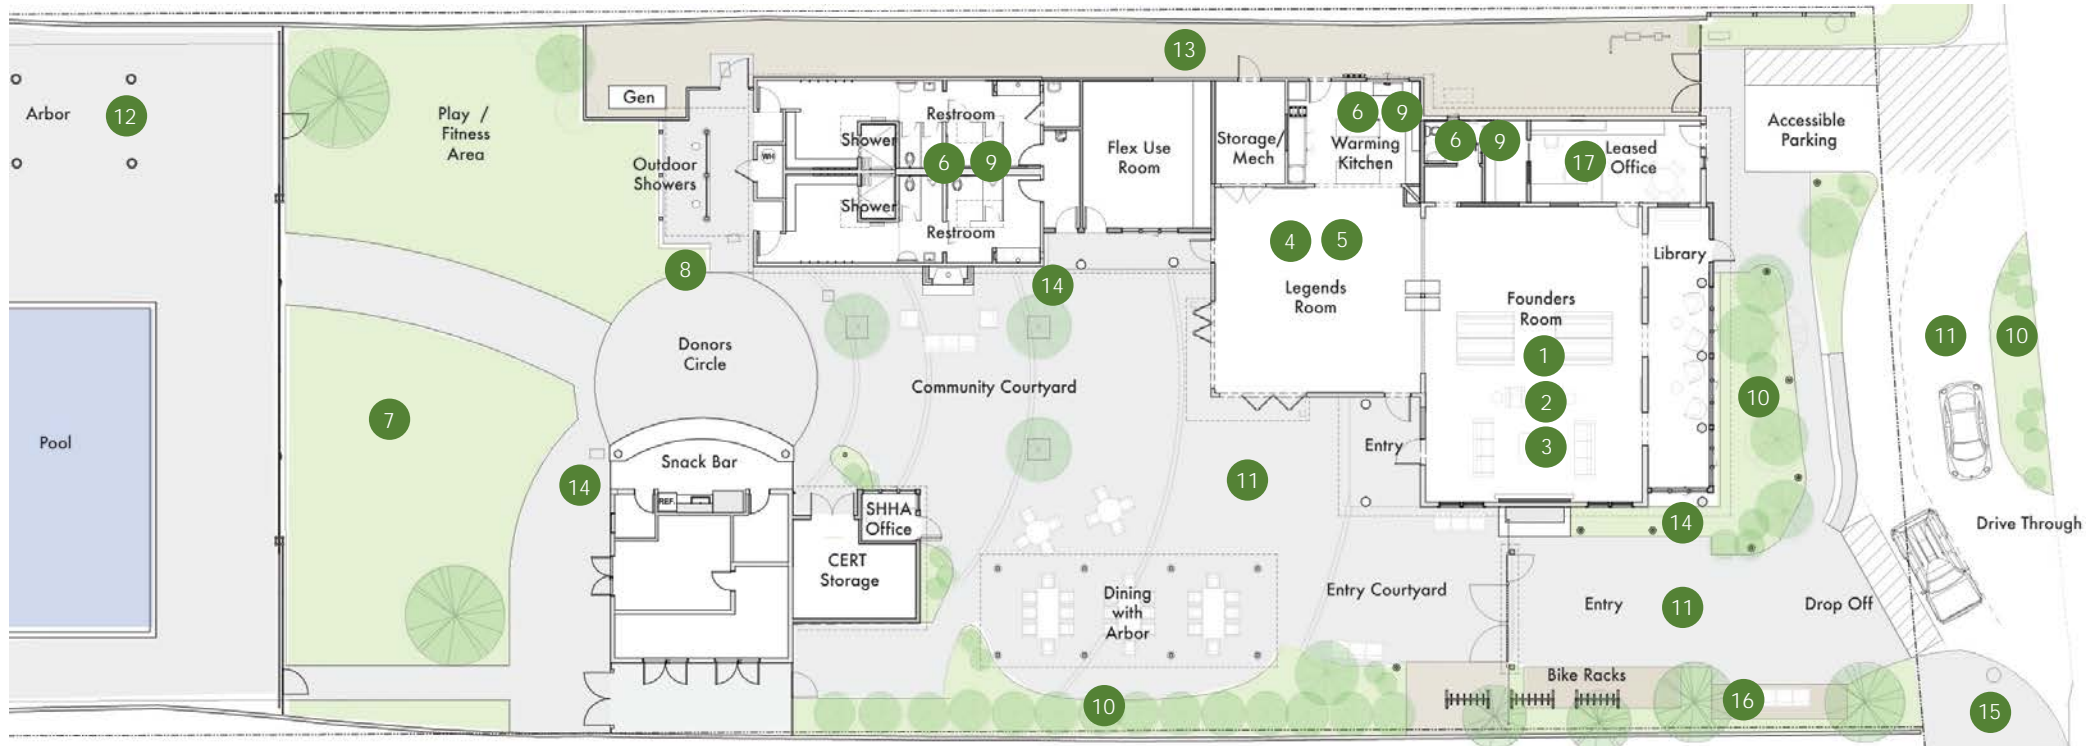 13
Gen
Arbor
12
Play /
Fitness
Area
Outdoor
Showers
WH
Restroom
Shower
6
9
Shower
Restroom
Flex Use
Room
Storage/
Mech
6
9
Warming
Kitchen
6
9
17
Leased
Office
Accessible
Parking
4
5
Legends
Room
Founders
Room
1
2
3
Library
8
14
Donors
Circle
Community Courtyard
11
10
10
7
Pool
Snack Bar
REF.
14
SHHA
Office
CERT
Storage
11
Entry
14
Drive Through
Dining
with
Arbor
Entry Courtyard
Entry
11
Drop Off
Bike Racks
10
16
15